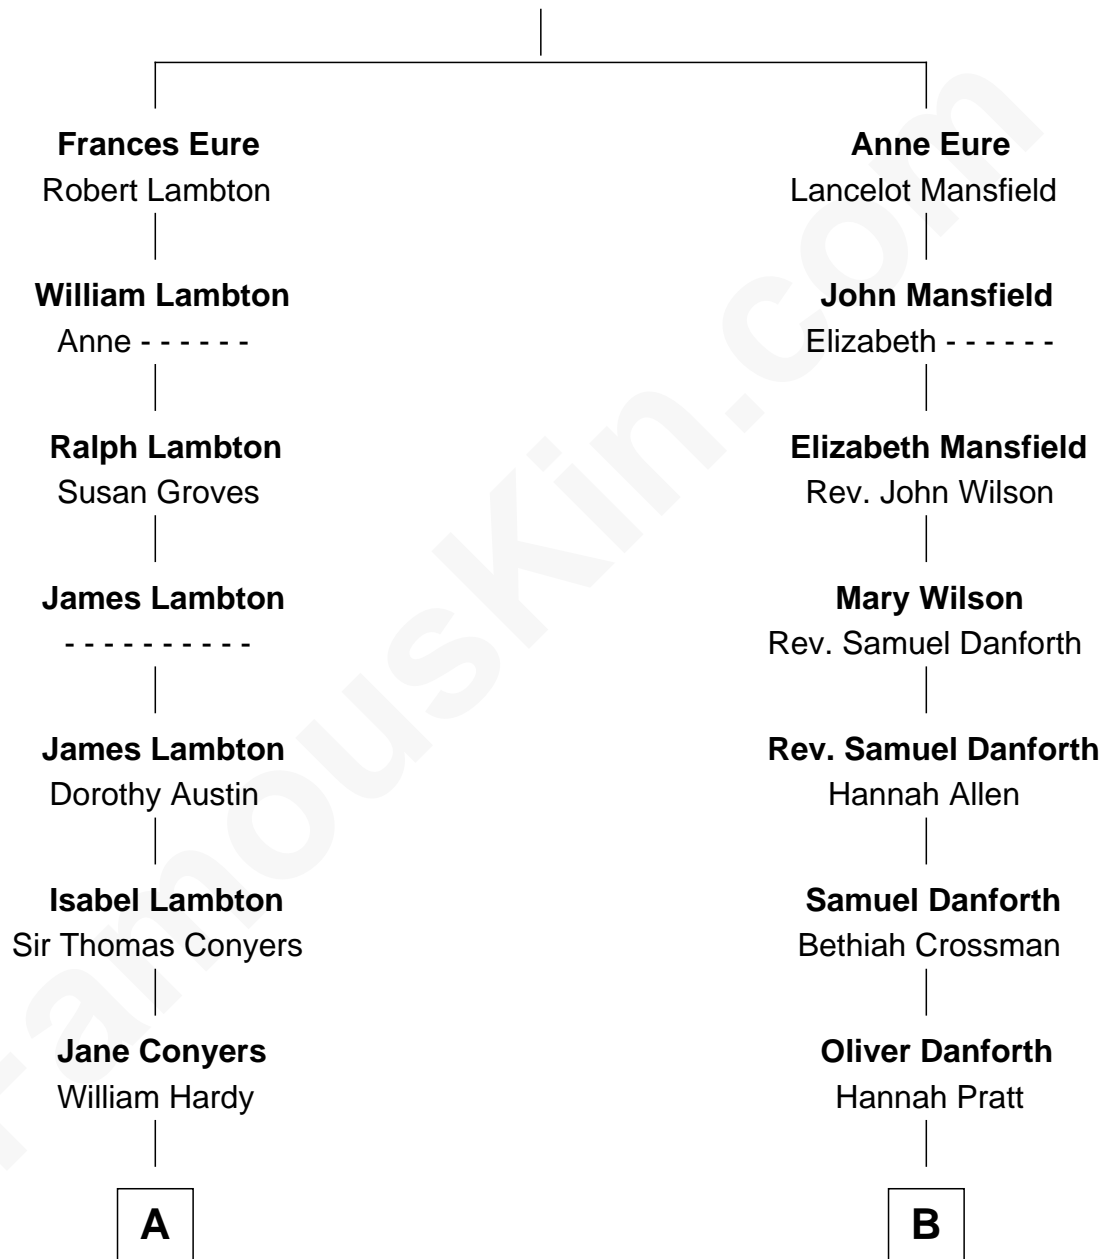 Frances Eure
Robert Lambton
William Lambton
Anne - - - - - -
Ralph Lambton
Susan Groves
James Lambton
- - - - - - - - - -
James Lambton
Dorothy Austin
Isabel Lambton
Sir Thomas Conyers
Jane Conyers
William Hardy
A
Anne Eure
Lancelot Mansfield
John Mansfield
Elizabeth - - - - - -
Elizabeth Mansfield
Rev. John Wilson
Mary Wilson
Rev. Samuel Danforth
Rev. Samuel Danforth
Hannah Allen
Samuel Danforth
Bethiah Crossman
Oliver Danforth
Hannah Pratt
B
FamousKin.com